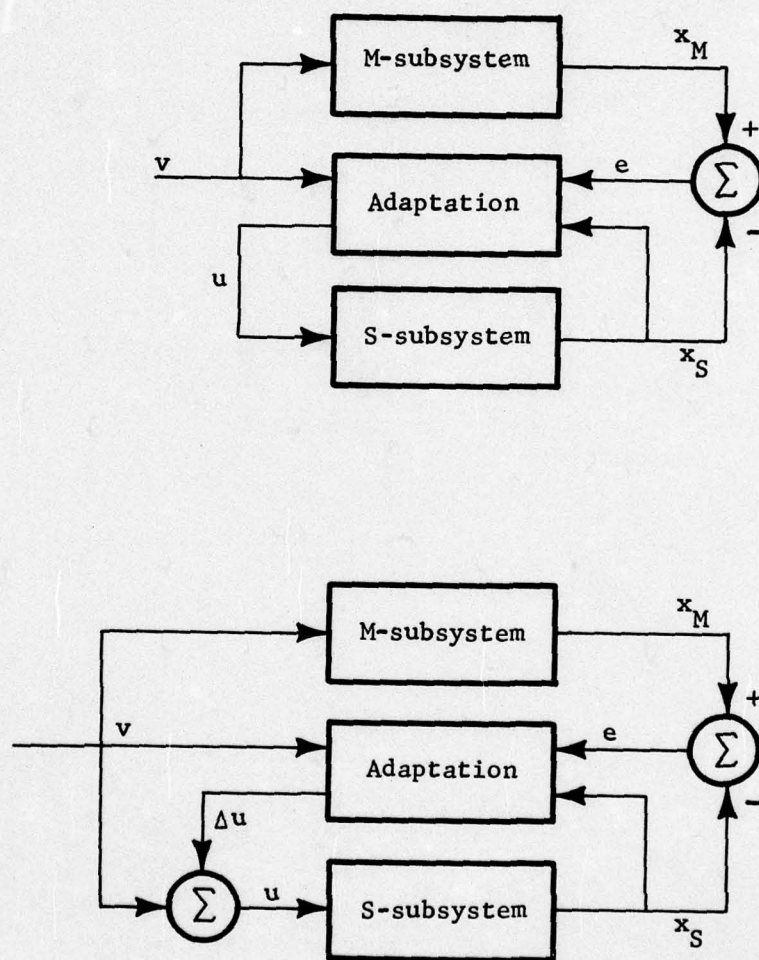 x_M
M-subsystem
+
v
e
Σ
Adaptation
−
u
S-subsystem
x_S
x_M
M-subsystem
+
v
e
Σ
Adaptation
−
Δu
Σ
u
S-subsystem
x_S